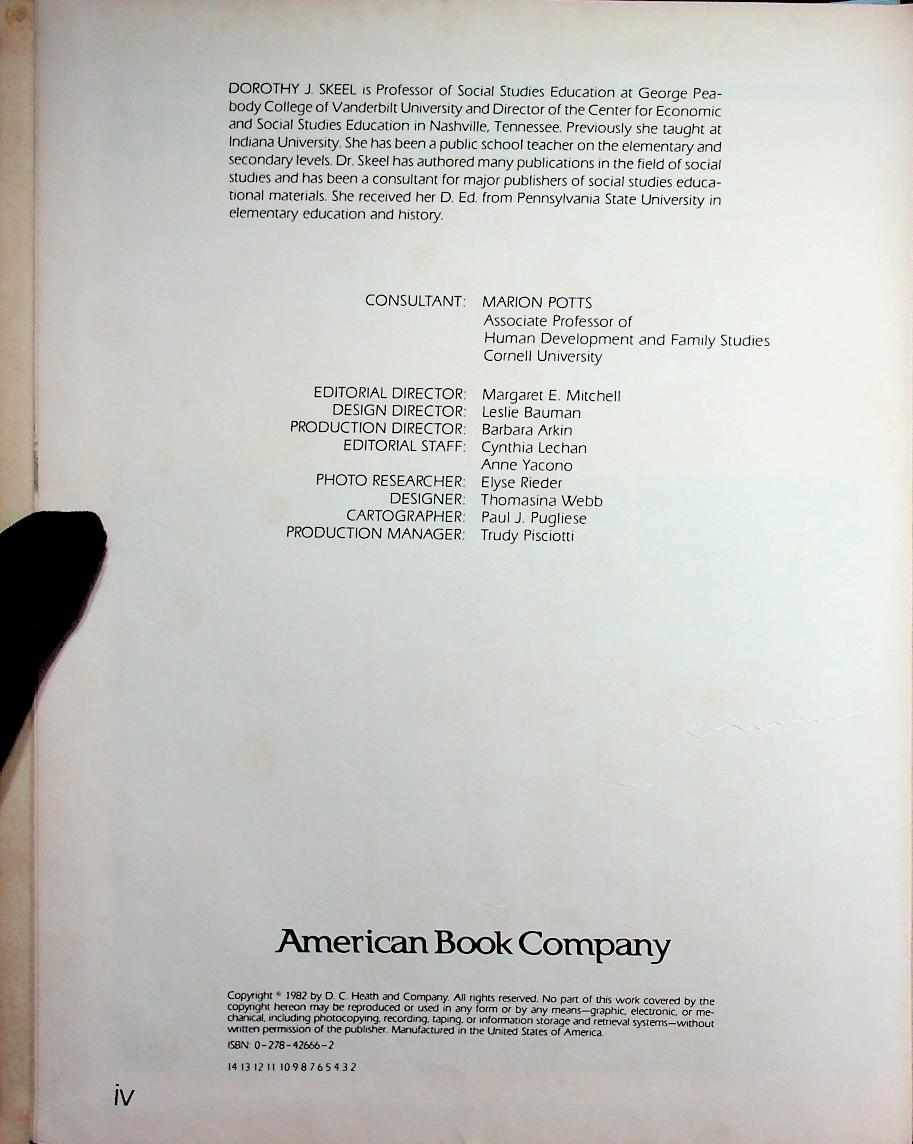 DOROTHY J. SKEEL is Professor of Social Studies Education at George Pea-
body College of Vanderbilt University and Director of the Center for Economic
and Social Studies Education in Nashville, Tennessee. Previously she taught at
Indiana University. She has been a public school teacher on the elementary and
secondary levels. Dr. Skeel has authored many publications in the field of social
studies and has been a consultant for major publishers of social studies educa-
tional materials. She received her D. Ed. from Pennsylvania State University in
elementary education and history.
CONSULTANT: MARION POTTS
Associate Professor of
Human Development and Family Studies
Cornell University
EDITORIAL DIRECTOR: Margaret E. Mitchell
DESIGN DIRECTOR: Leslie Bauman
PRODUCTION DIRECTOR: Barbara Arkin
EDITORIAL STAFF: Cynthia Lechan
Anne Yacono
PHOTO RESEARCHER: Elyse Rieder
DESIGNER: Thomasina Webb
CARTOGRAPHER: Paul J. Pugliese
PRODUCTION MANAGER: Trudy Pisciotti
American Book Company
Copyright © 1982 by D. C. Heath and Company. All rights reserved. No part of this work covered by the
copyright hereon may be reproduced or used in any form or by any means—graphic, electronic, or me-
chanical, including photocopying, recording, taping, or information storage and retrieval systems—without
written permission of the publisher. Manufactured in the United States of America.
ISBN: 0-278-42666-2
14 13 12 11 10 9 8 7 6 5 4 3 2
iv